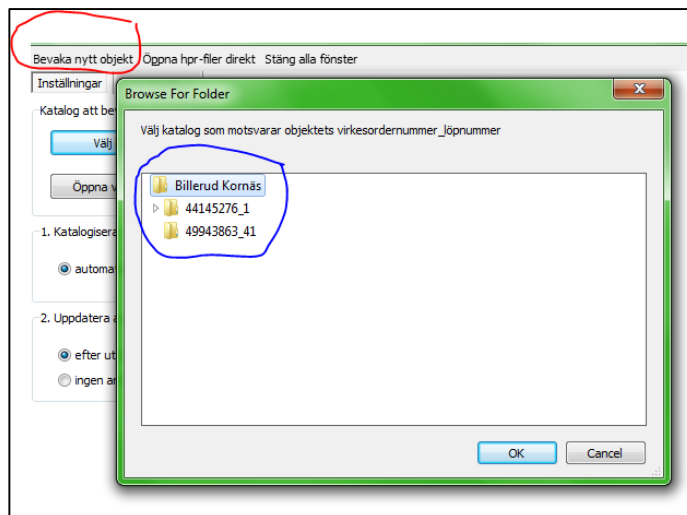 Bevaka nytt objekt Öppna hpr-filer direkt Stäng alla fönster
Inställningar
Browse For Folder
Katalog att be
Välj katalog som motsvarar objektets virkesordernummer_löpnummer
Välj
Öppna v
Billerud Kornäs
44145276_1
49943863_41
1. Katalogisera
automa
2. Uppdatera a
efter ut
ingen an
OK Cancel